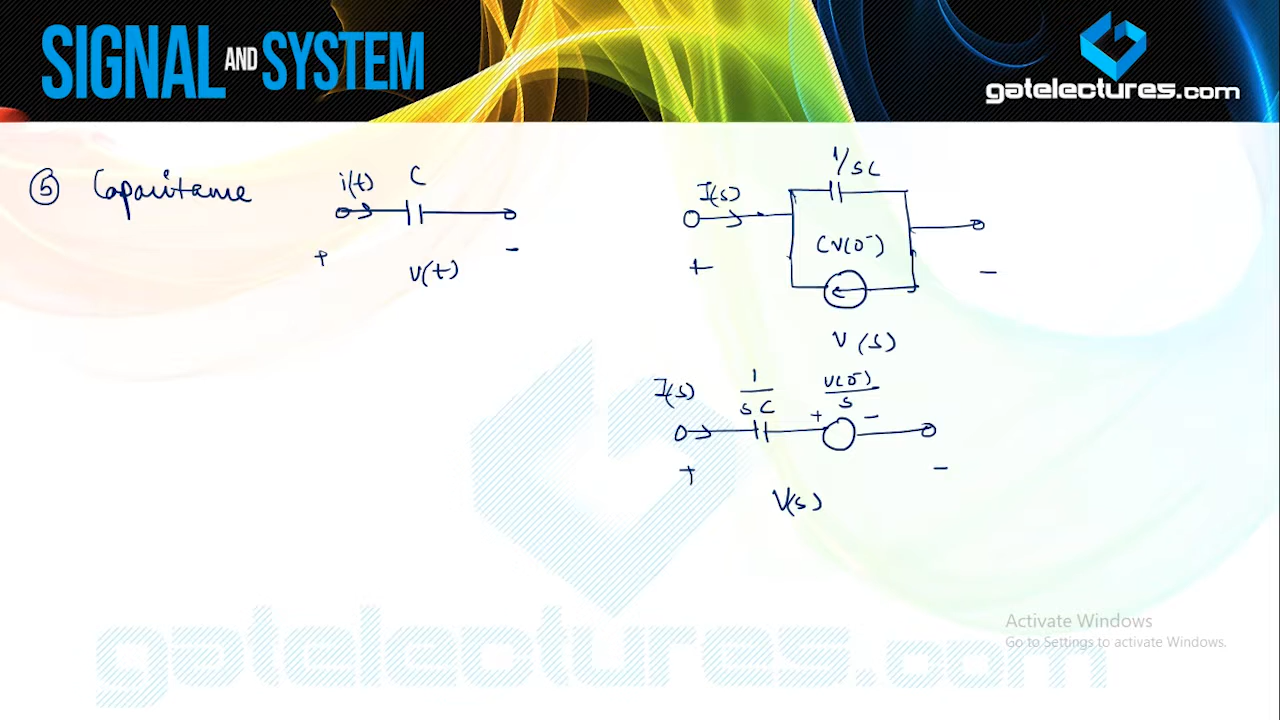 SIGNAL AND SYSTEM
gatelectures.com
5 Capacitance
i(t) C
+ -
v(t)
1/sC
I(s)
CV(0⁻)
+ -
V(s)
I(s) 1/sC v(0⁻)/s
+ -
+ -
V(s)
Activate Windows
Go to Settings to activate Windows.
gatelectures.com